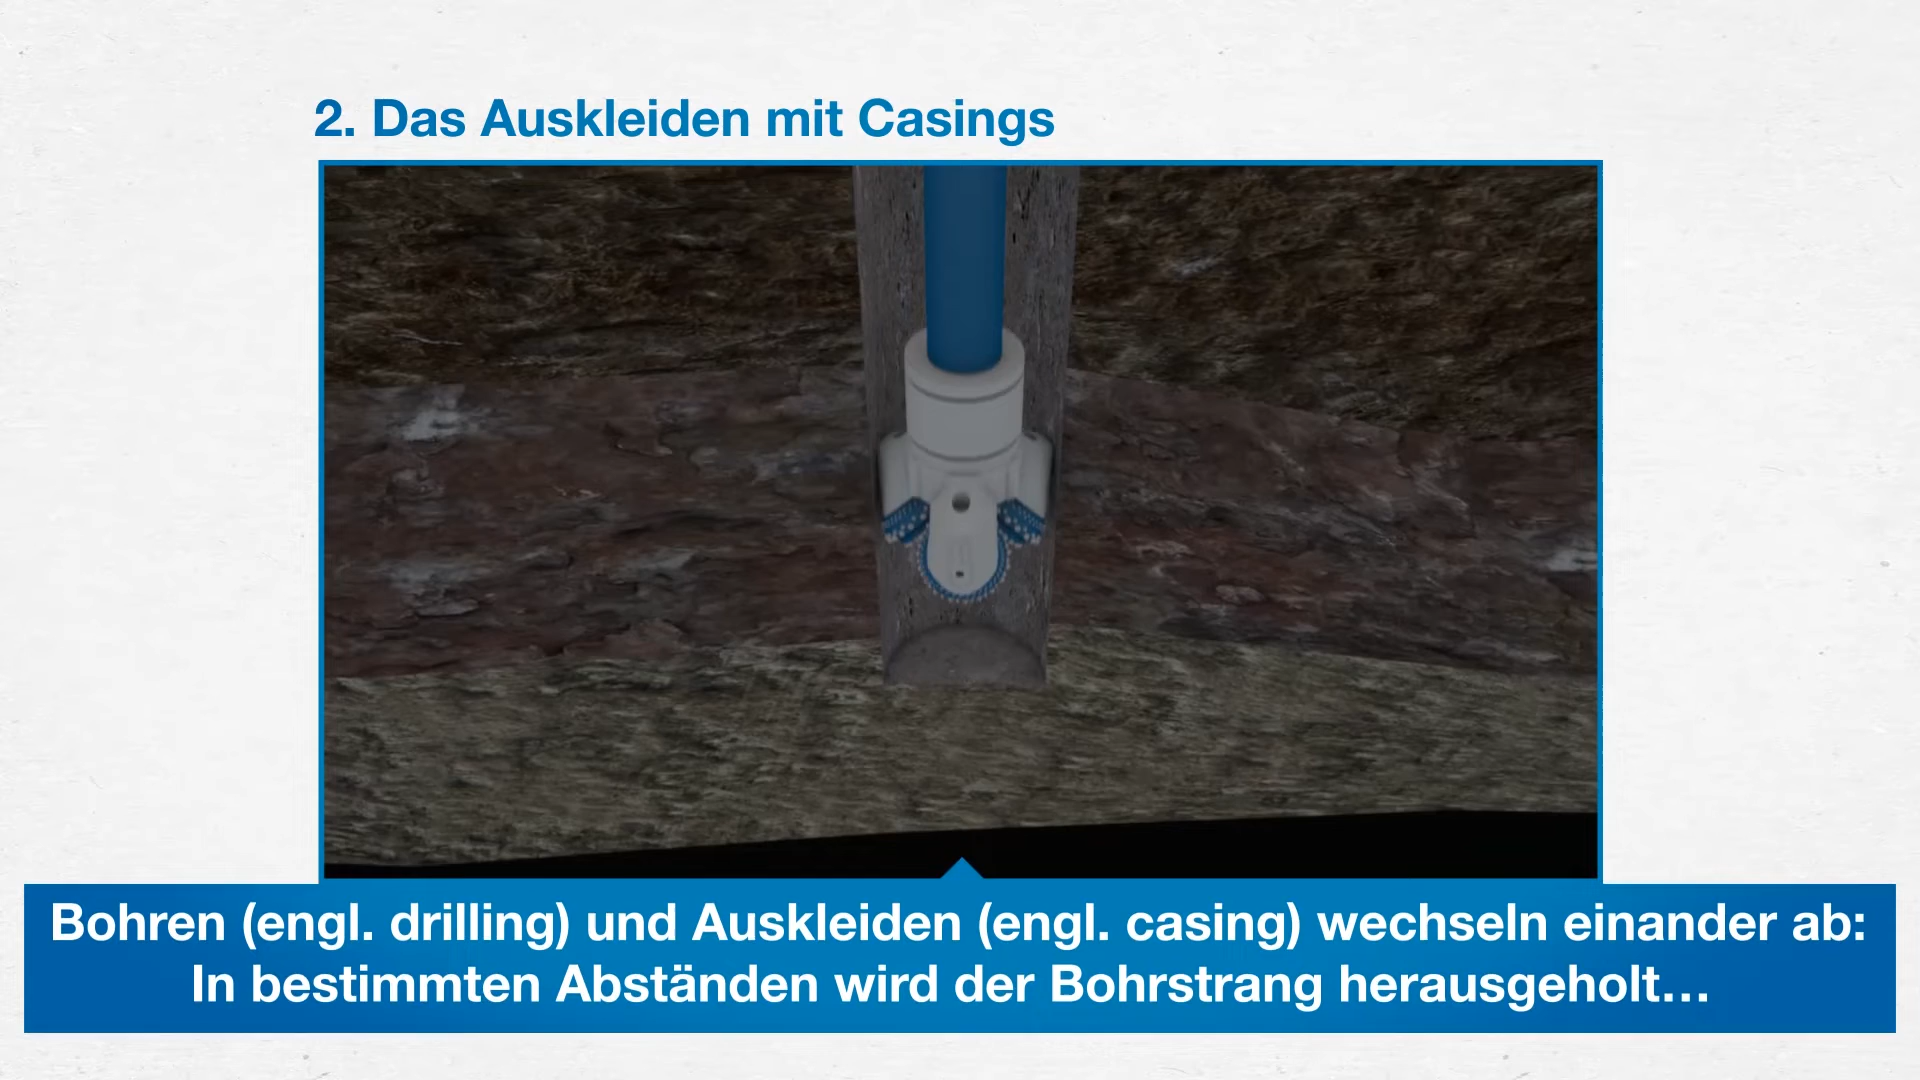 2. Das Auskleiden mit Casings
Bohren (engl. drilling) und Auskleiden (engl. casing) wechseln einander ab:
In bestimmten Abständen wird der Bohrstrang herausgeholt…